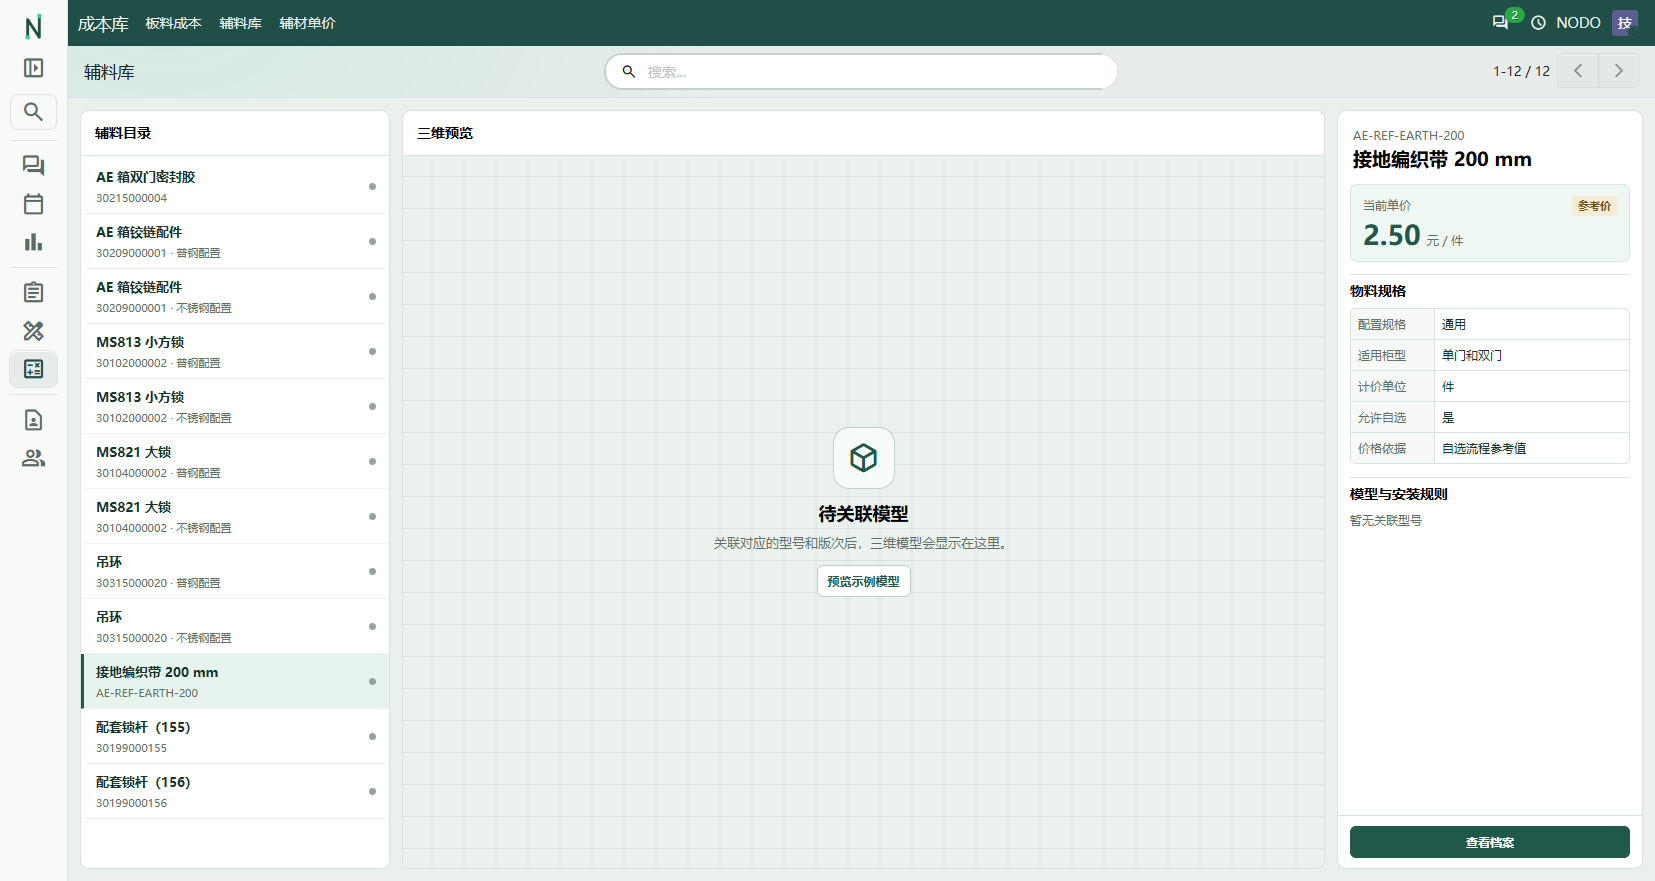 成本库 板料成本 辅料库 辅材单价 2 NODO 技
辅料库 搜索... 1-12 / 12
辅料目录
AE 箱双门密封胶
30215000004
AE 箱铰链配件
30209000001 · 普钢配置
AE 箱铰链配件
30209000001 · 不锈钢配置
MS813 小方锁
30102000002 · 普钢配置
MS813 小方锁
30102000002 · 不锈钢配置
MS821 大锁
30104000002 · 普钢配置
MS821 大锁
30104000002 · 不锈钢配置
吊环
30315000020 · 普钢配置
吊环
30315000020 · 不锈钢配置
接地编织带 200 mm
AE-REF-EARTH-200
配套锁杆（155）
30199000155
配套锁杆（156）
30199000156
三维预览
待关联模型
关联对应的型号和版次后，三维模型会显示在这里。
预览示例模型
AE-REF-EARTH-200
接地编织带 200 mm
当前单价 参考价
2.50 元 / 件
物料规格
配置规格 通用
适用柜型 单门和双门
计价单位 件
允许自选 是
价格依据 自选流程参考值
模型与安装规则
暂无关联型号
查看档案